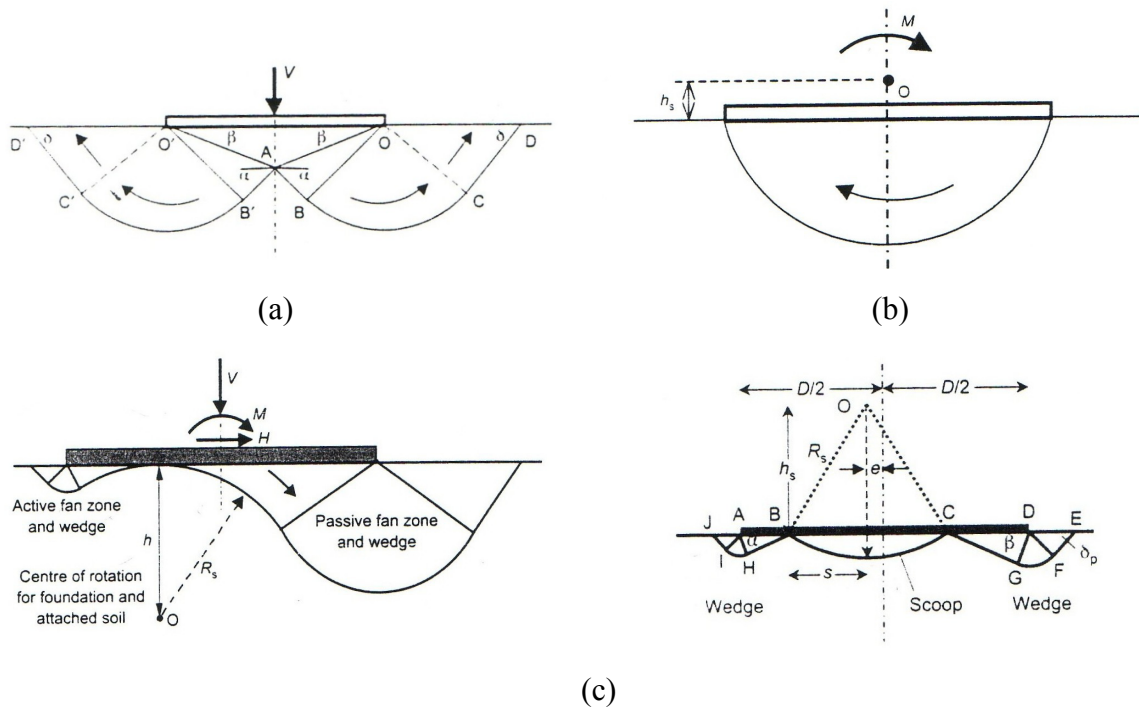 V
D' δ O' β β O δ D
A
α α
C' B' B C
(a)
M
O
h_s
(b)
V
M
H
Active fan zone
and wedge
Passive fan zone
and wedge
h
R_s
Centre of rotation
for foundation and
attached soil
O
D/2 D/2
O
R_s
h_s
e
J A B C D E
α β δ_p
I H G F
s
Wedge Scoop Wedge
(c)